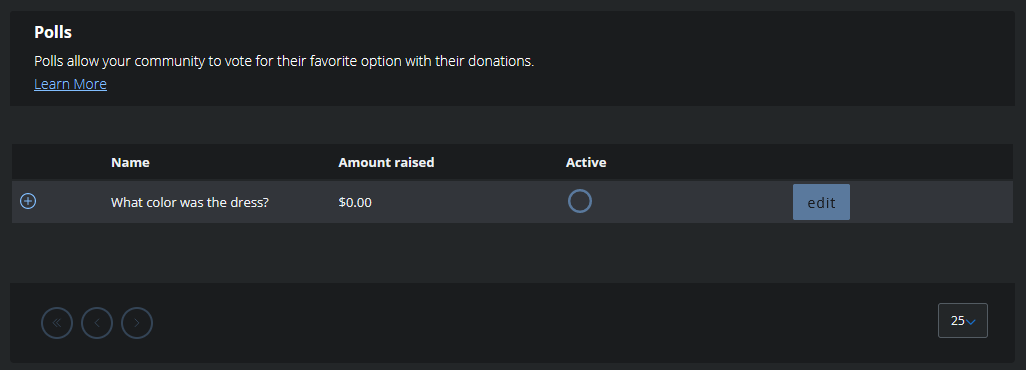 Polls
Polls allow your community to vote for their favorite option with their donations.
Learn More
Name Amount raised Active
What color was the dress? $0.00 edit
25